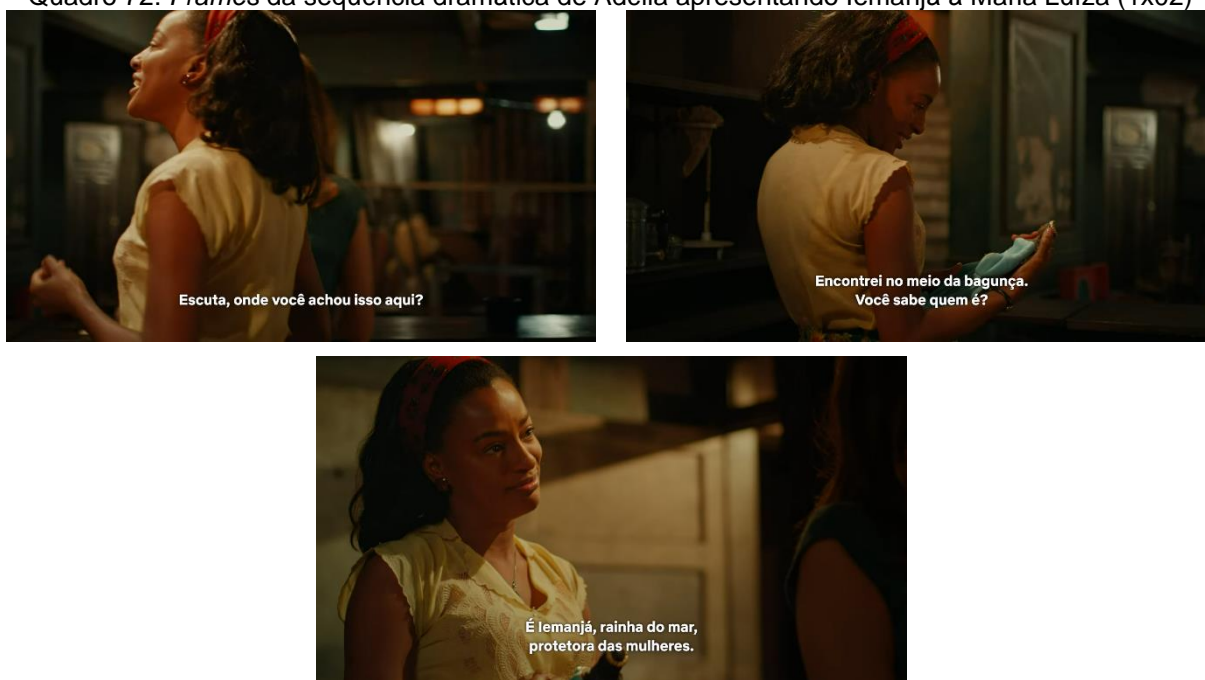 Quadro 72: Frames da sequência dramática de Adélia apresentando Iemanjá a Maria Luíza (1x02)
Escuta, onde você achou isso aqui?
Encontrei no meio da bagunça.
Você sabe quem é?
É Iemanjá, rainha do mar,
protetora das mulheres.